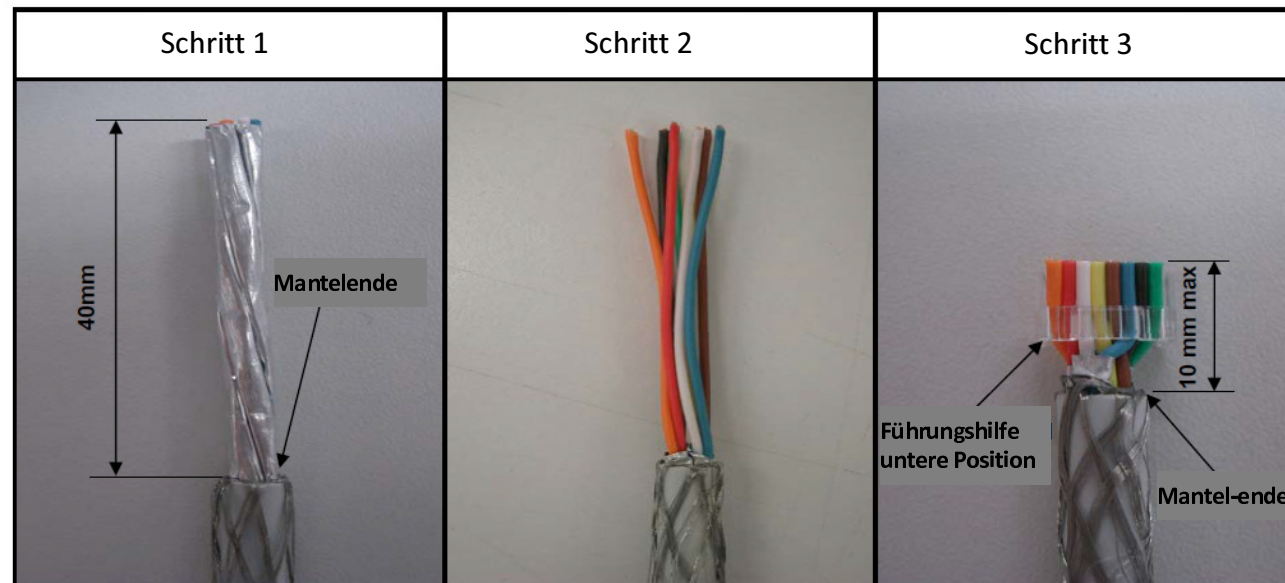 Schritt 1
Schritt 2
Schritt 3
40mm
Mantelende
10 mm max
Führungshilfe
untere Position
Mantel-ende